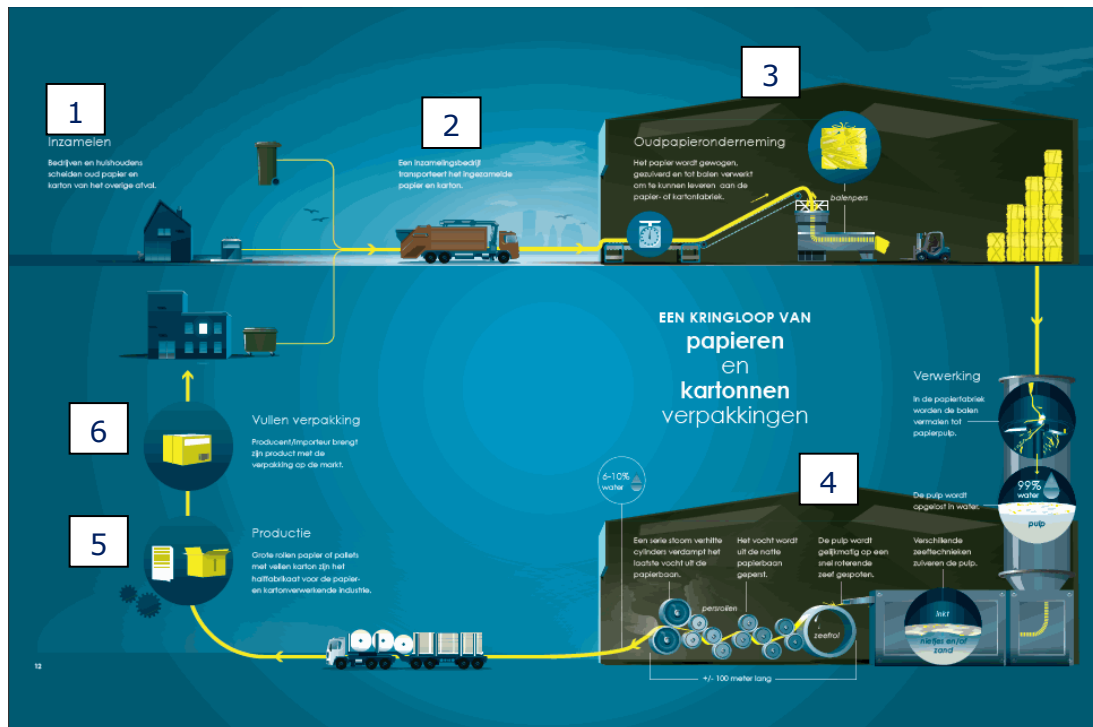 1
Inzamelen
Bedrijven en huishoudens
scheiden oud papier en
karton van het overige afval.
2
Een inzamelingsbedrijf
transporteert het ingezamelde
papier en karton.
3
Oudpapieronderneming
Het papier wordt gewogen,
gezuiverd en tot balen verwerkt
om te kunnen leveren aan de
papier- of kartonfabriek.
balenpers
EEN KRINGLOOP VAN
papieren
en
kartonnen
verpakkingen
Verwerking
In de papierfabriek
worden de balen
vermalen tot
papierpulp.
99%
water
De pulp wordt
opgelost in water.
pulp
4
Verschillende
zeeftechnieken
zuiveren de pulp.
Inkt
nietjes en/of
zand
De pulp wordt
gelijkmatig op een
snel roterende
zeef gespoten.
zeefrol
Het vocht wordt
uit de natte
papierbaan
geperst.
persrollen
Een serie stoom verhitte
cylinders verdampt het
laatste vocht uit de
papierbaan.
6-10%
water
+/- 100 meter lang
5
Productie
Grote rollen papier of pallets
met vellen karton zijn het
halffabrikaat voor de papier-
en kartonverwerkende industrie.
6
Vullen verpakking
Producent/importeur brengt
zijn product met de
verpakking op de markt.
12